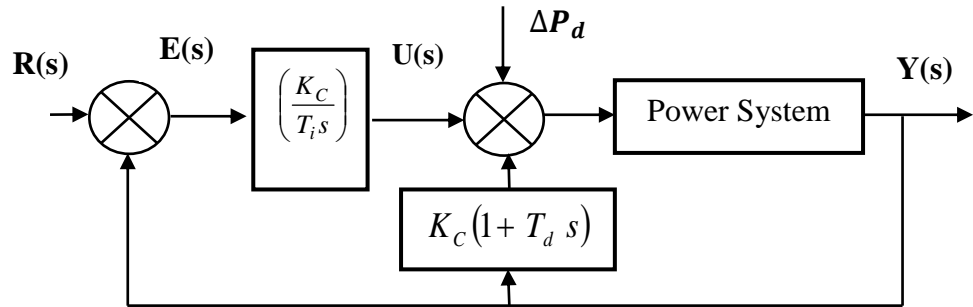 ΔP_d
R(s)
E(s)
(K_C / T_i s)
U(s)
Power System
Y(s)
K_C(1 + T_d s)